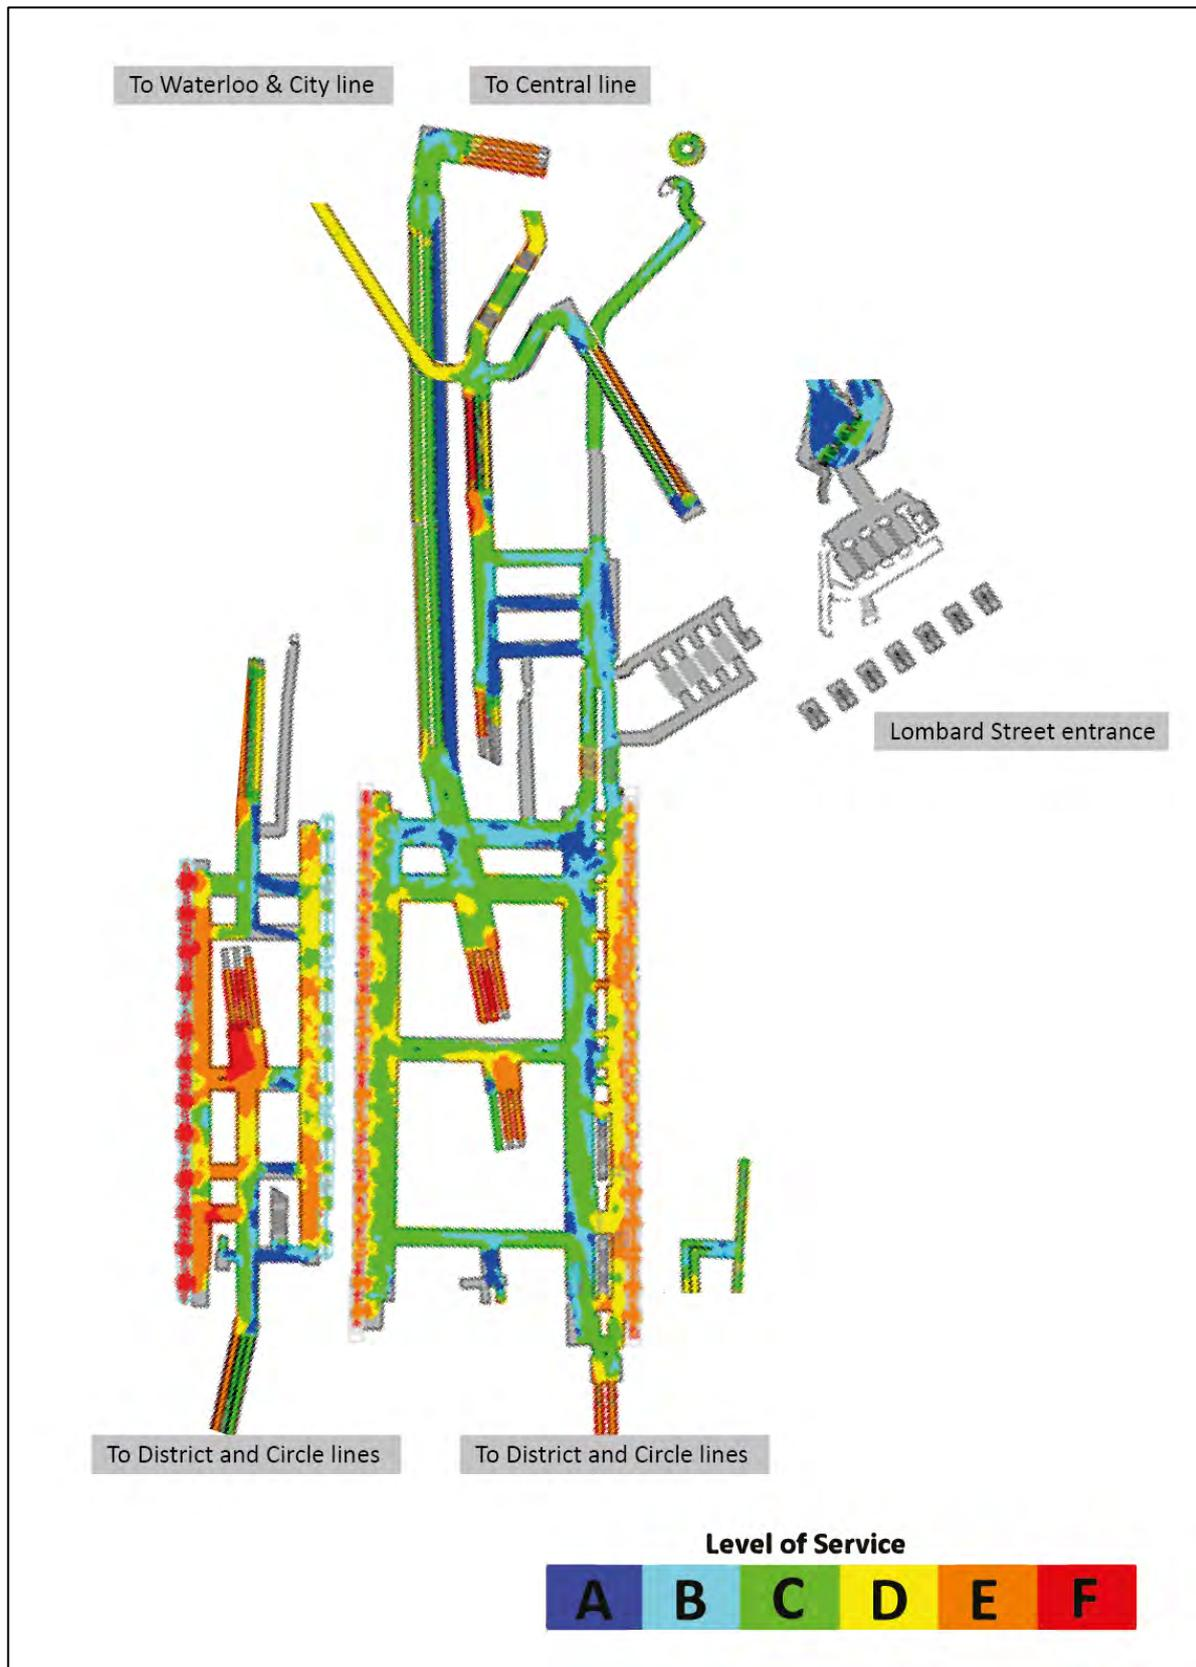 To Waterloo & City line
To Central line
Lombard Street entrance
To District and Circle lines
To District and Circle lines
Level of Service
A B C D E F